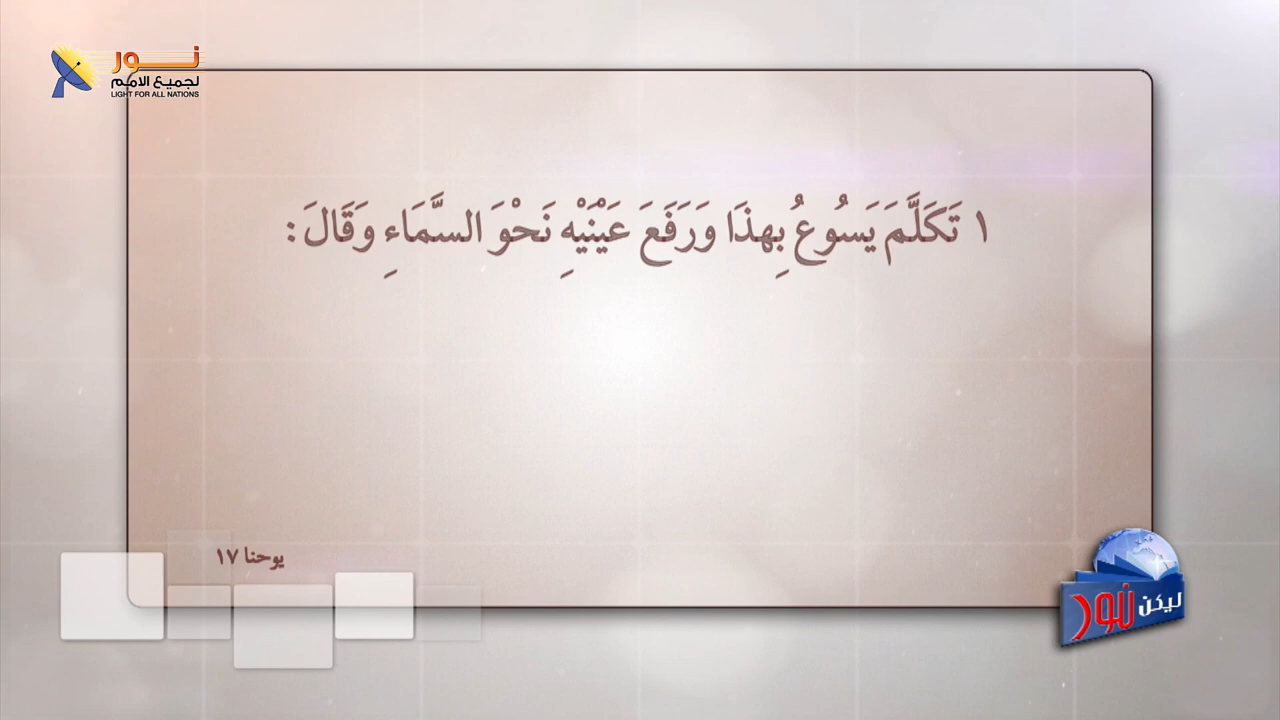 نور
لجميع الامم
LIGHT FOR ALL NATIONS
١ تَكَلَّمَ يَسُوعُ بِهذَا وَرَفَعَ عَيْنَيْهِ نَحْوَ السَّمَاءِ وَقَالَ:
يوحنا ١٧
ليكن نور